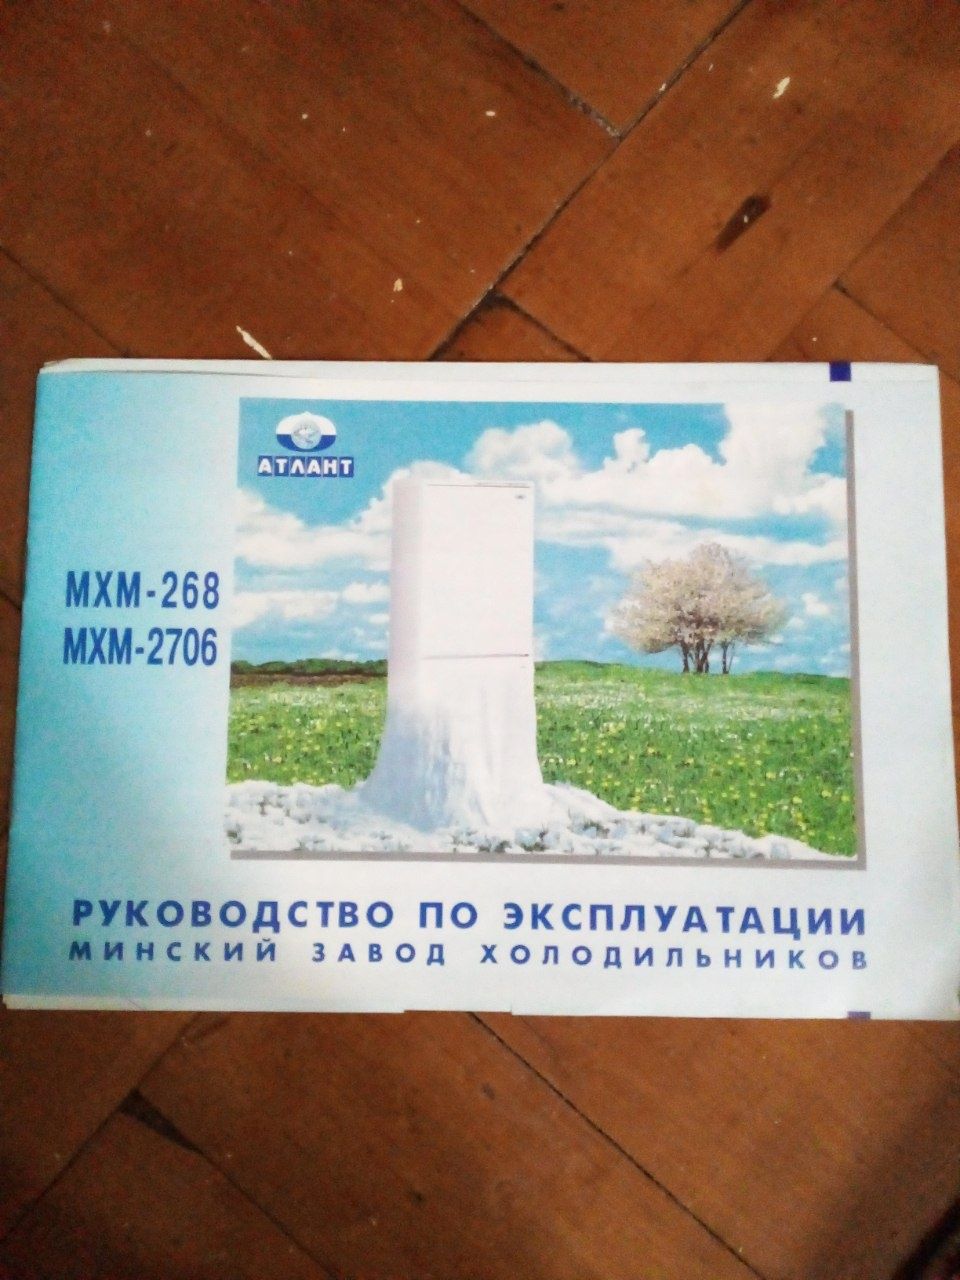 АТЛАНТ
МХМ-268
МХМ-2706
РУКОВОДСТВО ПО ЭКСПЛУАТАЦИИ
МИНСКИЙ ЗАВОД ХОЛОДИЛЬНИКОВ